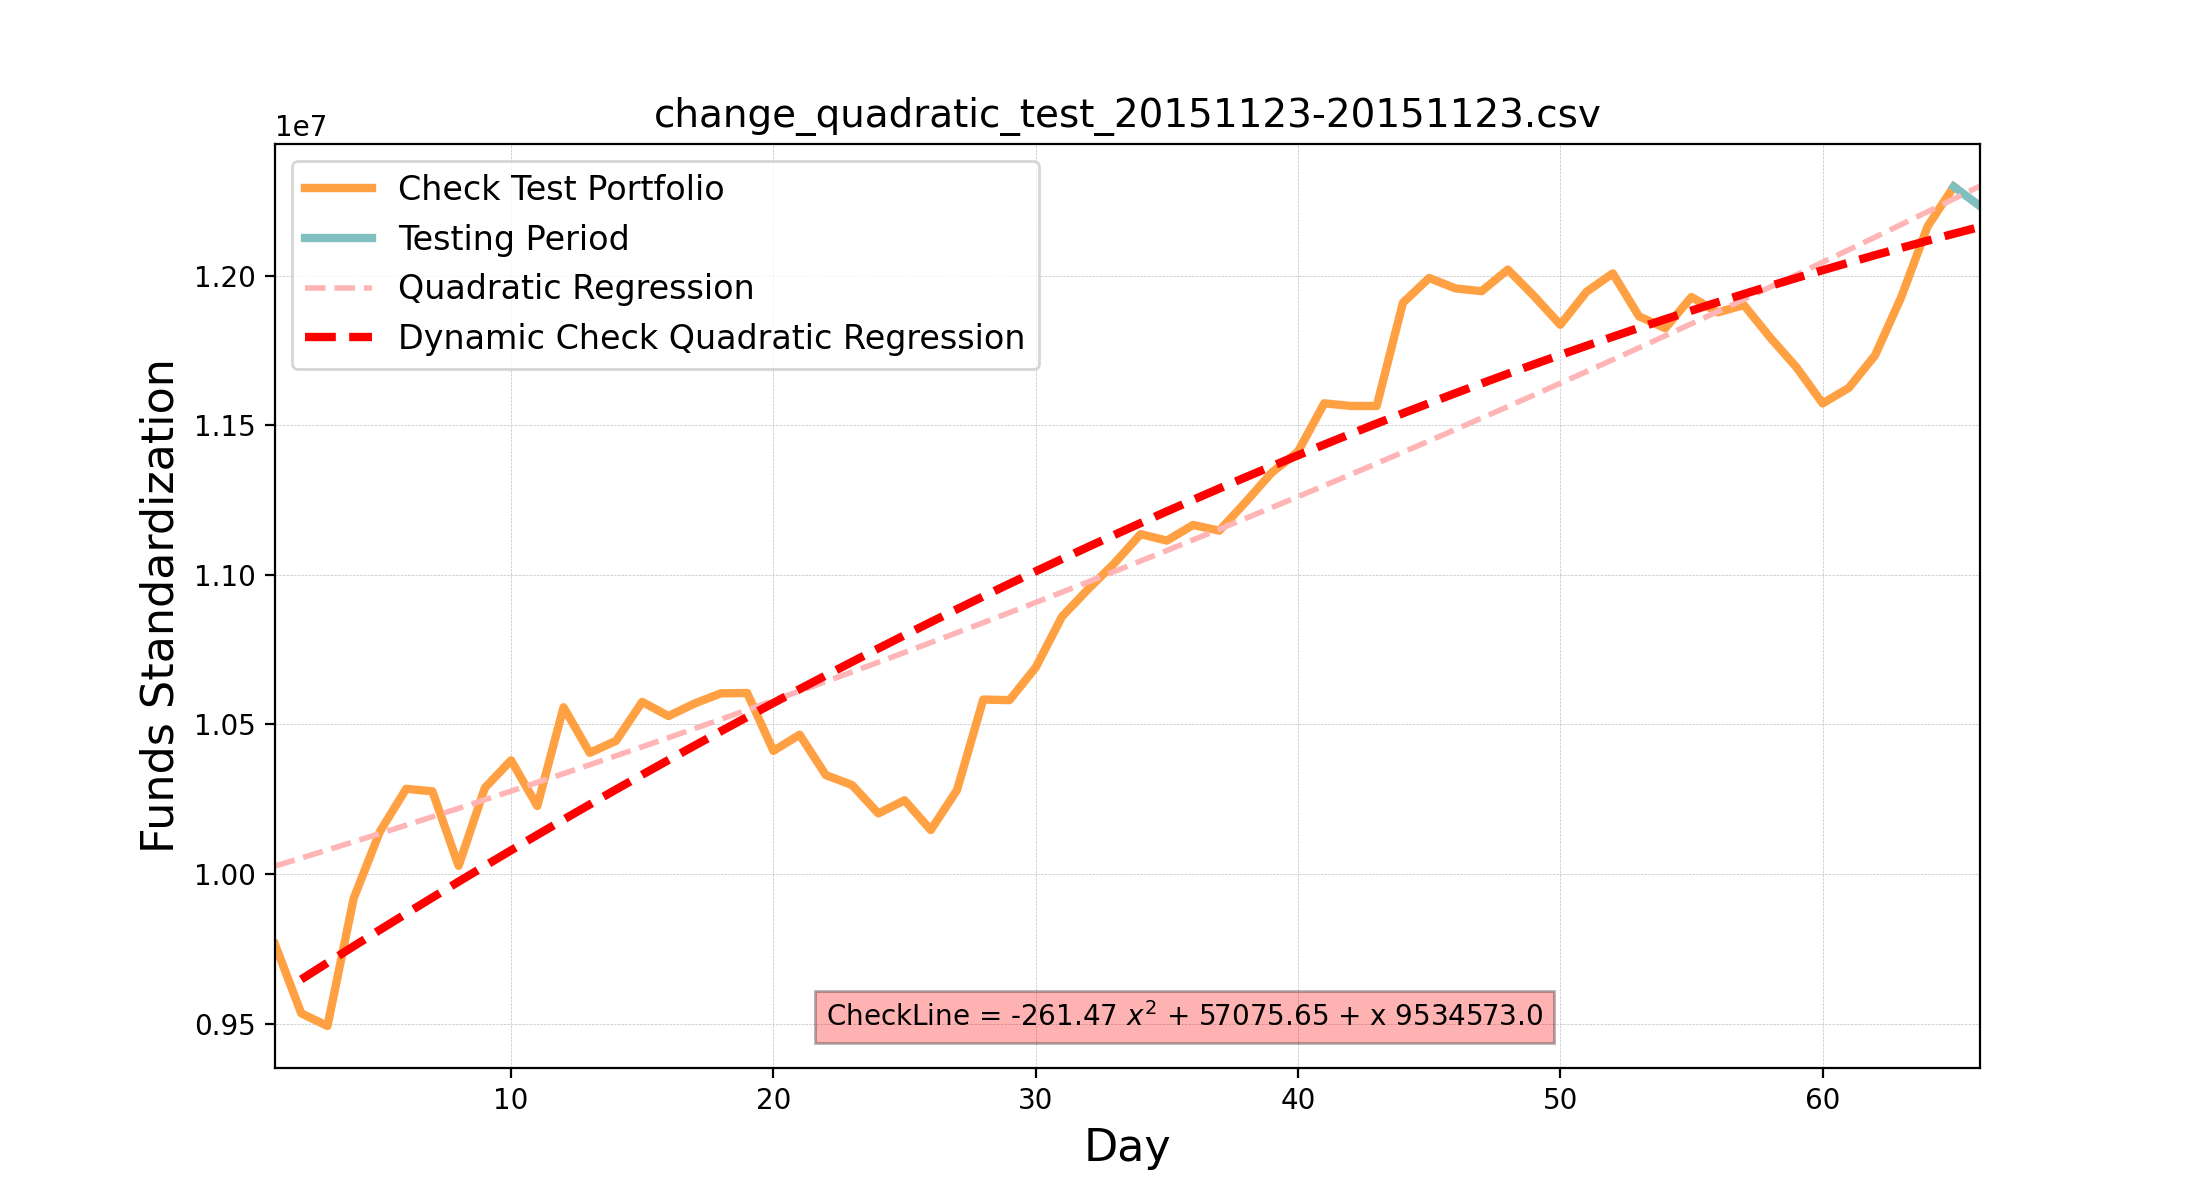 change_quadratic_test_20151123-20151123.csv
1e7
Check Test Portfolio
Testing Period
Quadratic Regression
Dynamic Check Quadratic Regression
Funds Standardization
1.20
1.15
1.10
1.05
1.00
0.95
CheckLine = -261.47 x² + 57075.65 + x 9534573.0
10 20 30 40 50 60
Day